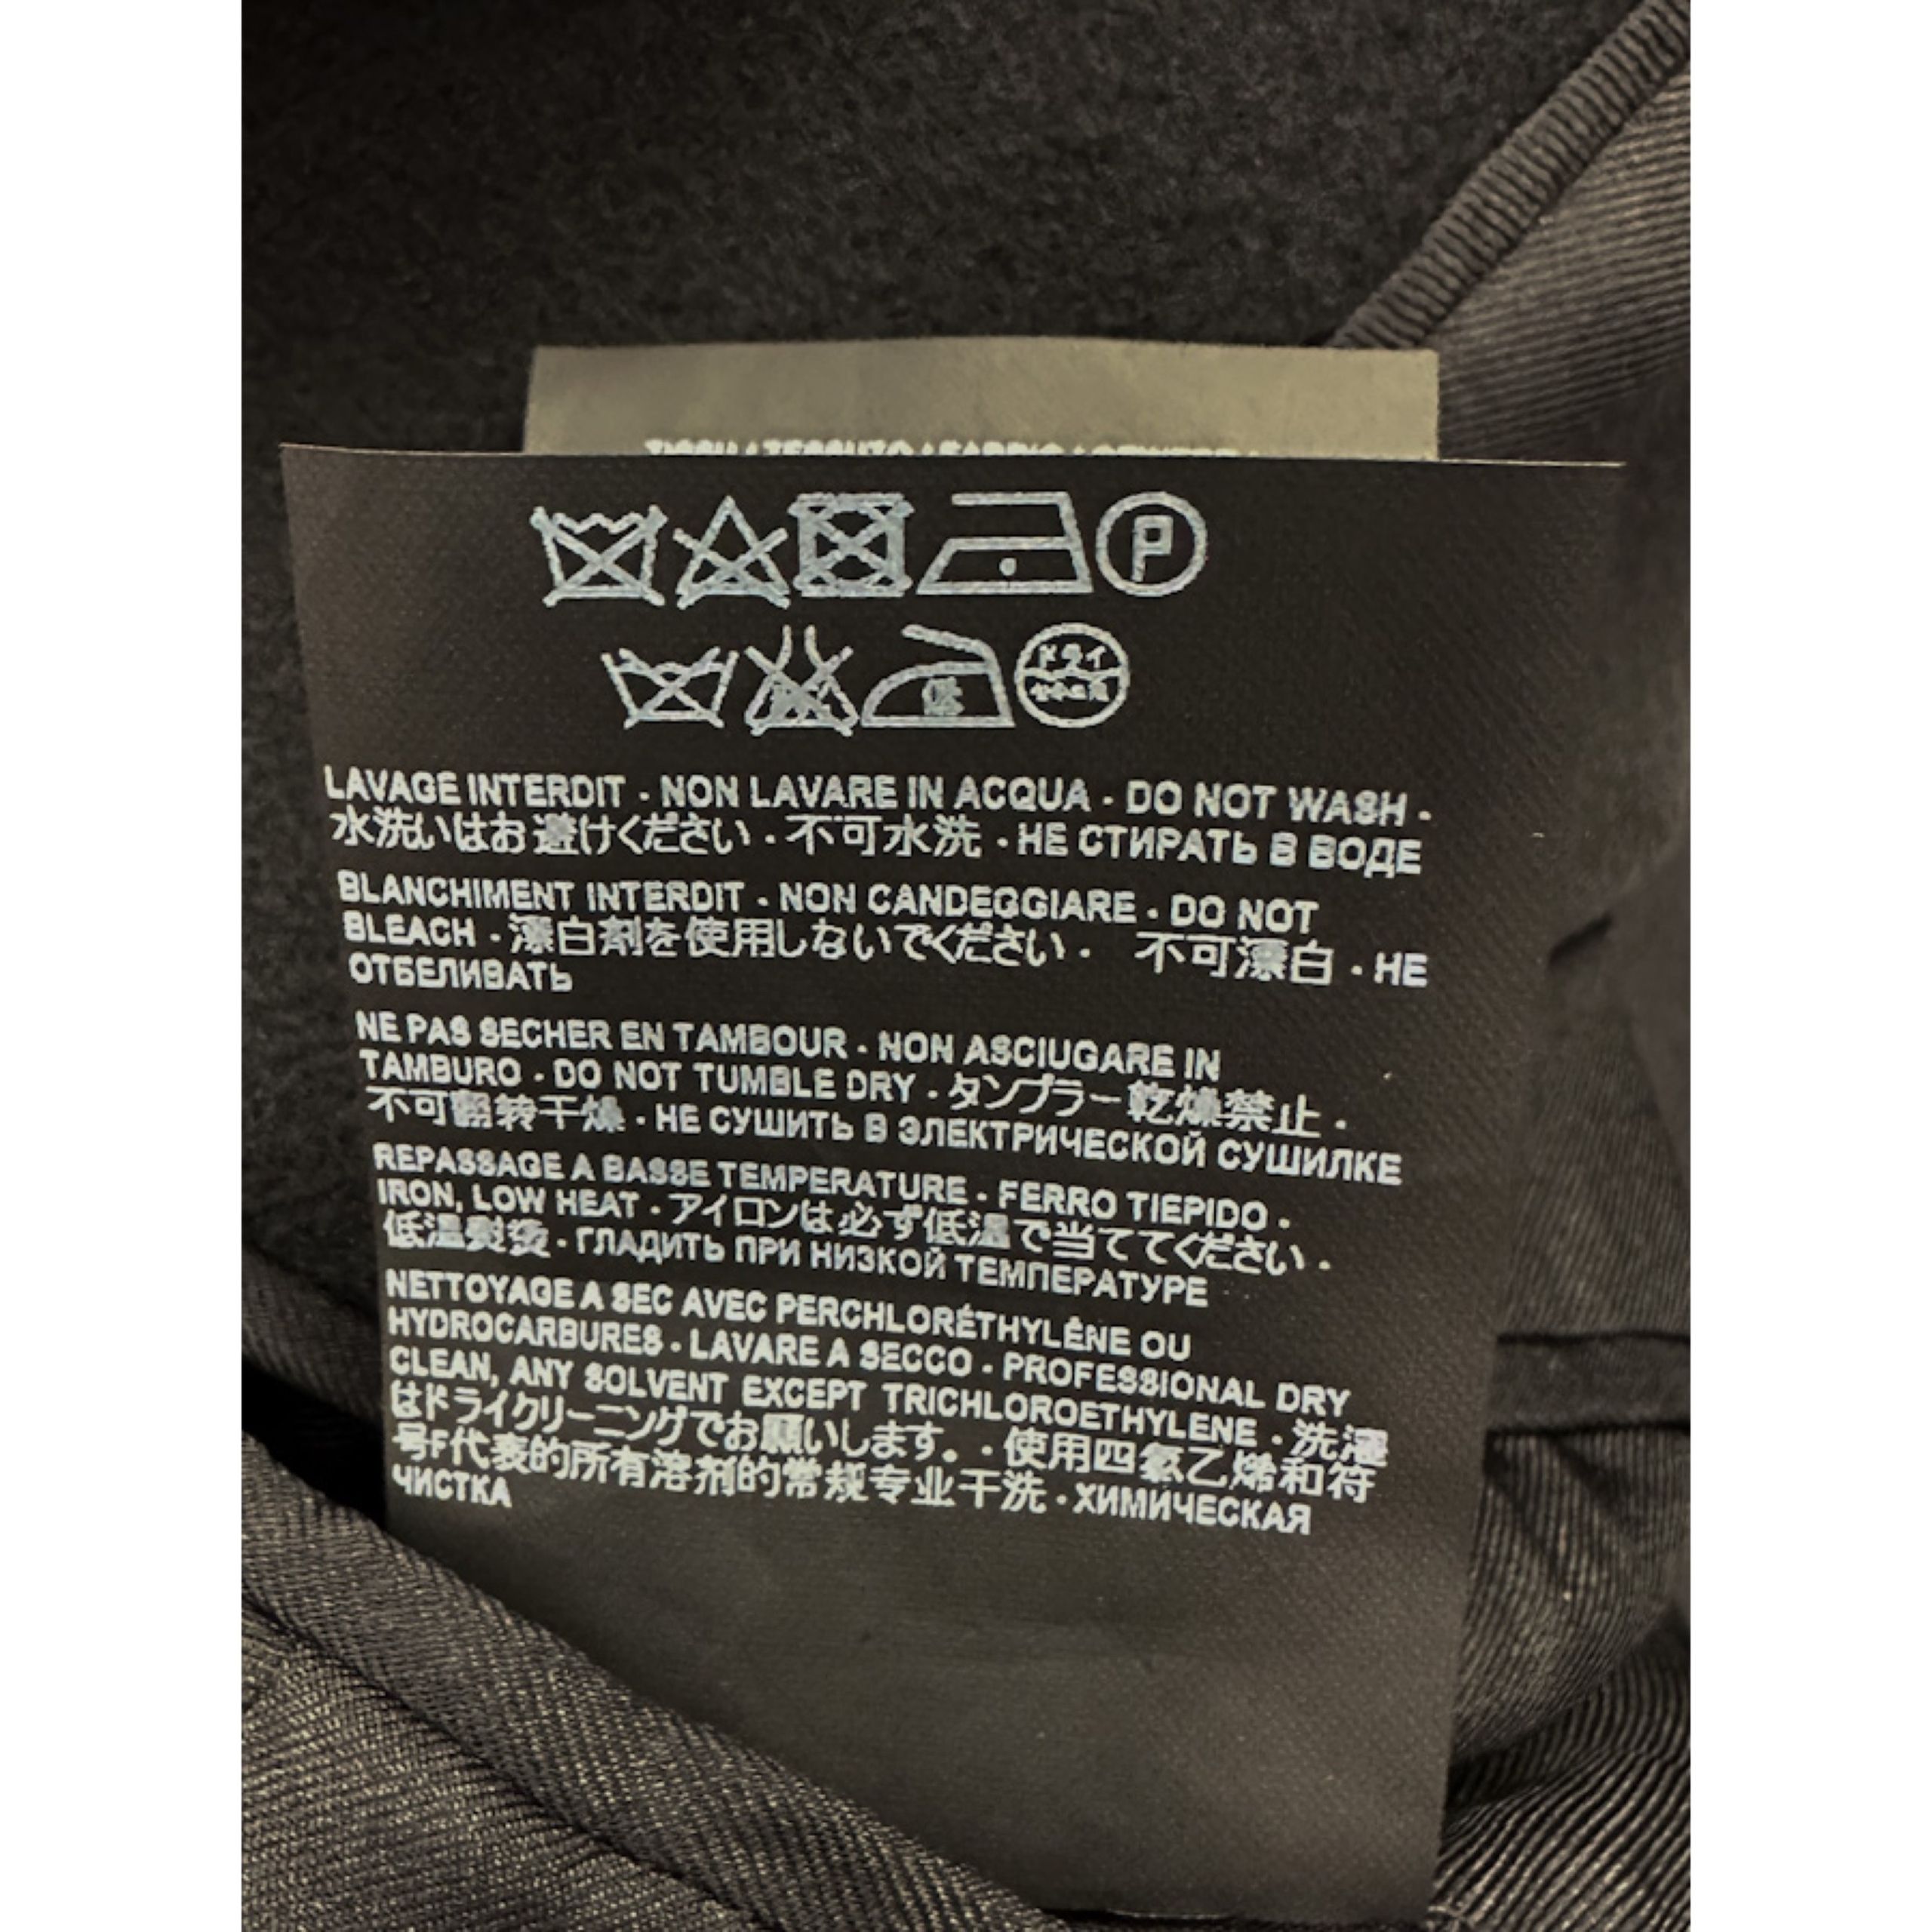 P
ドライ
低
LAVAGE INTERDIT - NON LAVARE IN ACQUA - DO NOT WASH -
水洗いはお避けください · 不可水洗 · НЕ СТИРАТЬ В ВОДЕ
BLANCHIMENT INTERDIT - NON CANDEGGIARE - DO NOT
BLEACH - 漂白剤を使用しないでください · 不可漂白 · НЕ
ОТБЕЛИВАТЬ
NE PAS SECHER EN TAMBOUR - NON ASCIUGARE IN
TAMBURO - DO NOT TUMBLE DRY - タンブラー乾燥禁止 ·
不可翻转干燥 · НЕ СУШИТЬ В ЭЛЕКТРИЧЕСКОЙ СУШИЛКЕ
REPASSAGE A BASSE TEMPERATURE - FERRO TIEPIDO -
IRON, LOW HEAT - アイロンは必ず低温で当ててください ·
低温熨烫 · ГЛАДИТЬ ПРИ НИЗКОЙ ТЕМПЕРАТУРЕ
NETTOYAGE A SEC AVEC PERCHLORÉTHYLÈNE OU
HYDROCARBURES - LAVARE A SECCO - PROFESSIONAL DRY
CLEAN, ANY SOLVENT EXCEPT TRICHLOROETHYLENE - 洗濯
はドライクリーニングでお願いします。· 使用四氯乙烯和符
号F代表的所有溶剂的常规专业干洗 · ХИМИЧЕСКАЯ
ЧИСТКА